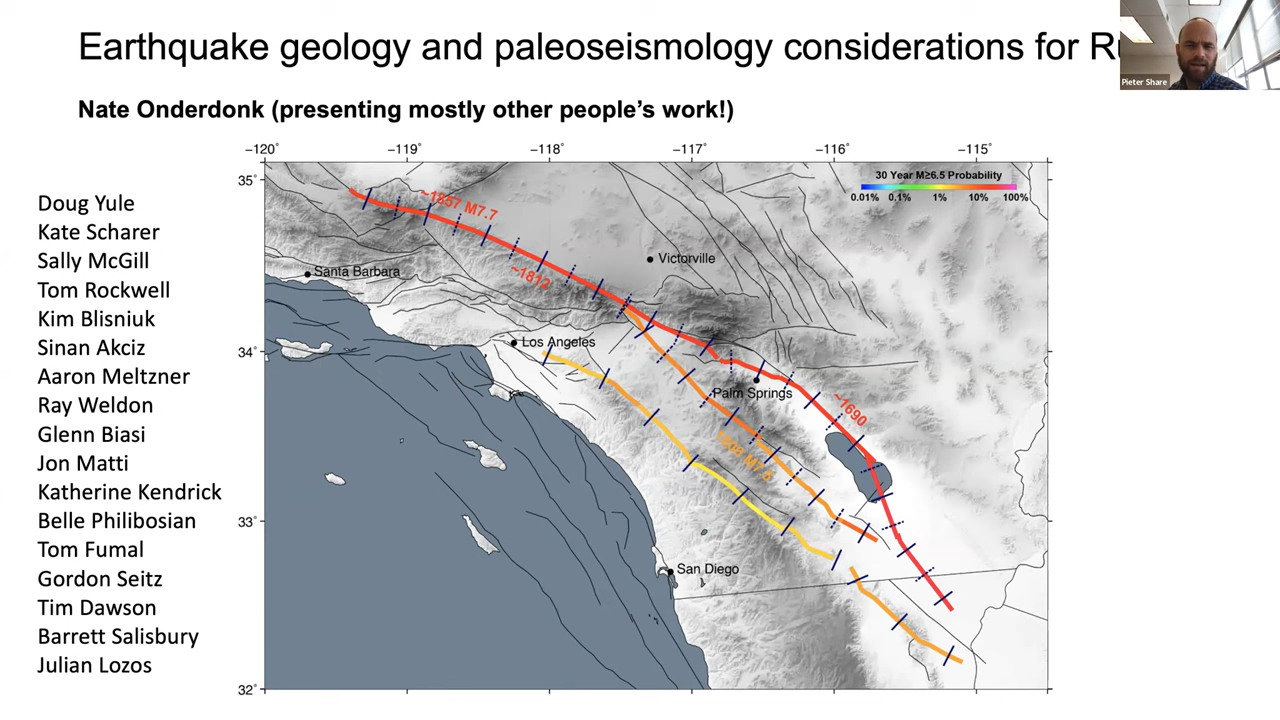 Earthquake geology and paleoseismology considerations for R
Pieter Share
Nate Onderdonk (presenting mostly other people's work!)
Doug Yule
Kate Scharer
Sally McGill
Tom Rockwell
Kim Blisniuk
Sinan Akciz
Aaron Meltzner
Ray Weldon
Glenn Biasi
Jon Matti
Katherine Kendrick
Belle Philibosian
Tom Fumal
Gordon Seitz
Tim Dawson
Barrett Salisbury
Julian Lozos
−120° −119° −118° −117° −116° −115°
35°
34°
33°
32°
30 Year M≥6.5 Probability
0.01% 0.1% 1% 10% 100%
~1857 M7.7
~1812
Victorville
Santa Barbara
Los Angeles
Palm Springs
~1690
San Diego